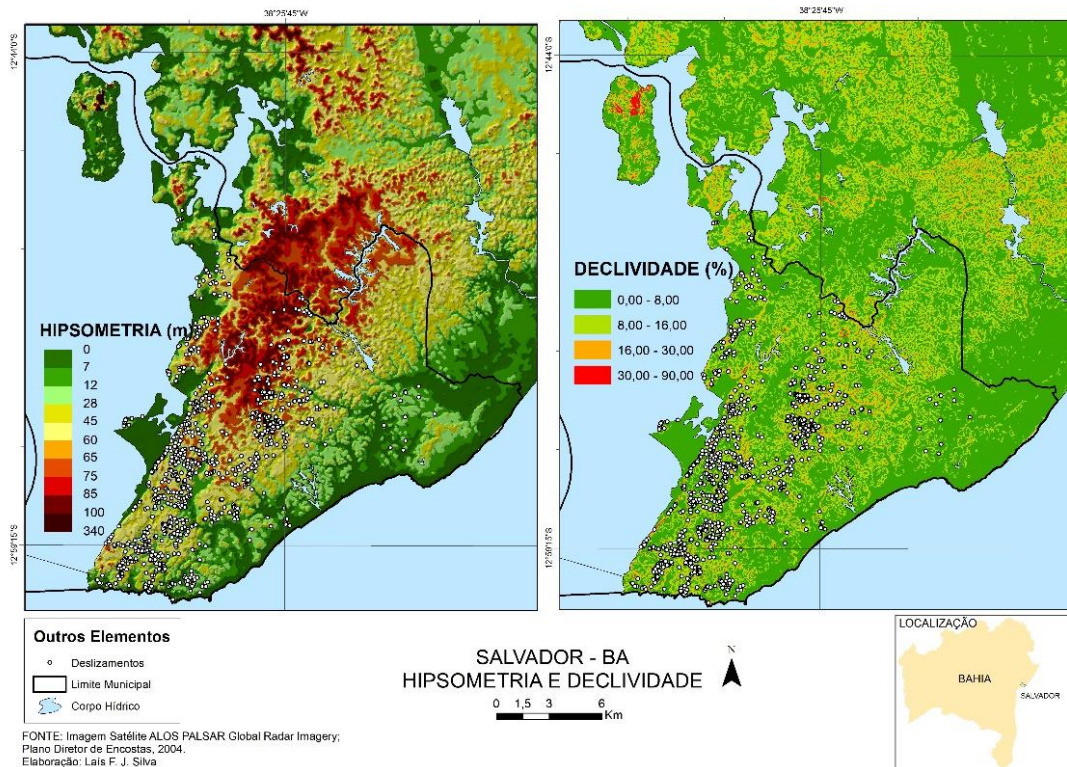 38°25'45"W
38°25'45"W
12°44'0"S
12°44'0"S
HIPSOMETRIA (m)
0
7
12
28
45
60
65
75
85
100
340
DECLIVIDADE (%)
0,00 - 8,00
8,00 - 16,00
16,00 - 30,00
30,00 - 90,00
12°59'15"S
12°59'15"S
Outros Elementos
Deslizamentos
Limite Municipal
Corpo Hídrico
SALVADOR - BA
HIPSOMETRIA E DECLIVIDADE
N
0 1,5 3 6
Km
LOCALIZAÇÃO
BAHIA
SALVADOR
FONTE: Imagem Satélite ALOS PALSAR Global Radar Imagery;
Plano Diretor de Encostas, 2004.
Elaboração: Laís F. J. Silva